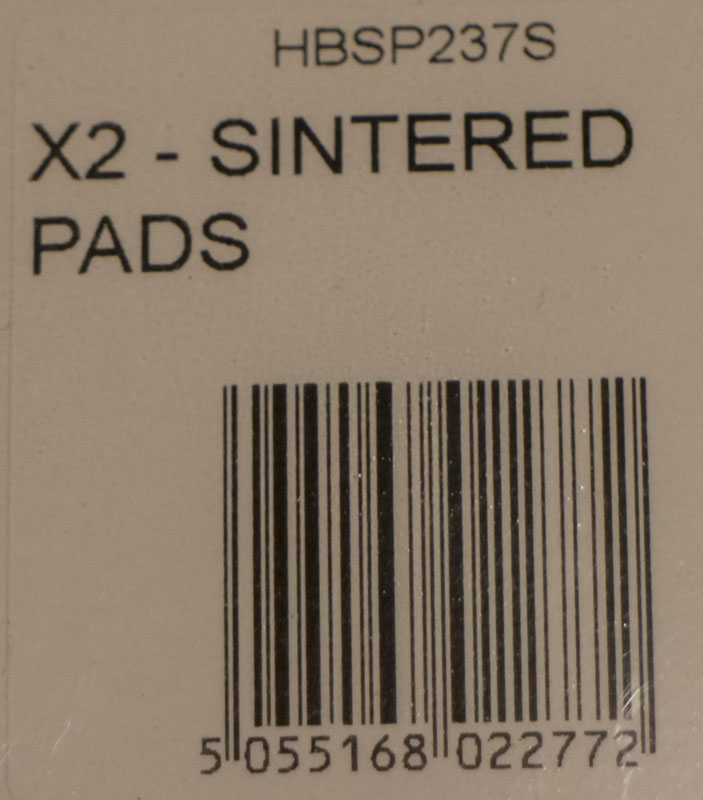 HBSP237S
X2 - SINTERED
PADS
5 055168 022772